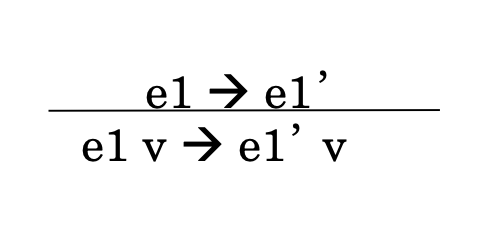 e1 → e1’
e1 v → e1’ v